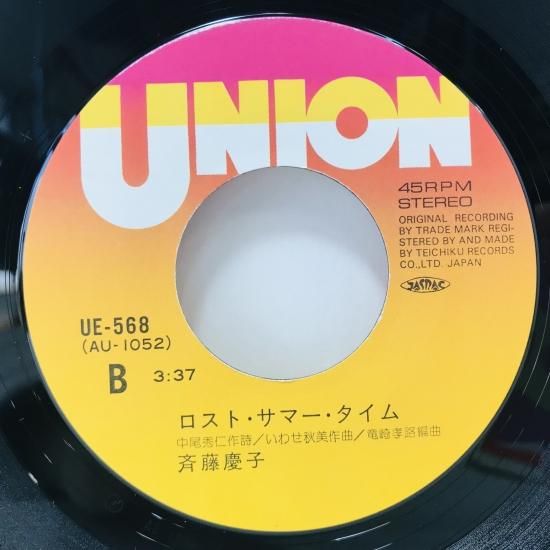 UNION
45RPM
STEREO
ORIGINAL RECORDING
BY TRADE MARK REGI-
STERED BY AND MADE
BY TEICHIKU RECORDS
CO.,LTD. JAPAN
JASRAC
UE-568
(AU-1052)
B 3:37
ロスト・サマー・タイム
中尾秀仁作詩/いわせ秋美作曲/竜崎孝路編曲
斉藤慶子